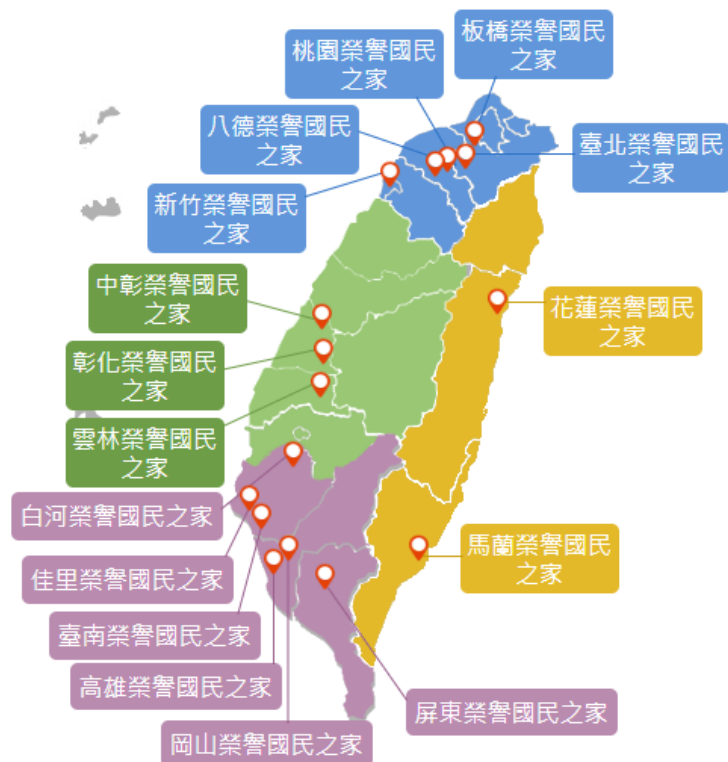 板橋榮譽國民
之家
桃園榮譽國民
之家
八德榮譽國民
之家
臺北榮譽國民
之家
新竹榮譽國民
之家
中彰榮譽國民
之家
花蓮榮譽國民
之家
彰化榮譽國民
之家
雲林榮譽國民
之家
白河榮譽國民之家
馬蘭榮譽國民
之家
佳里榮譽國民之家
臺南榮譽國民之家
高雄榮譽國民之家
屏東榮譽國民之家
岡山榮譽國民之家